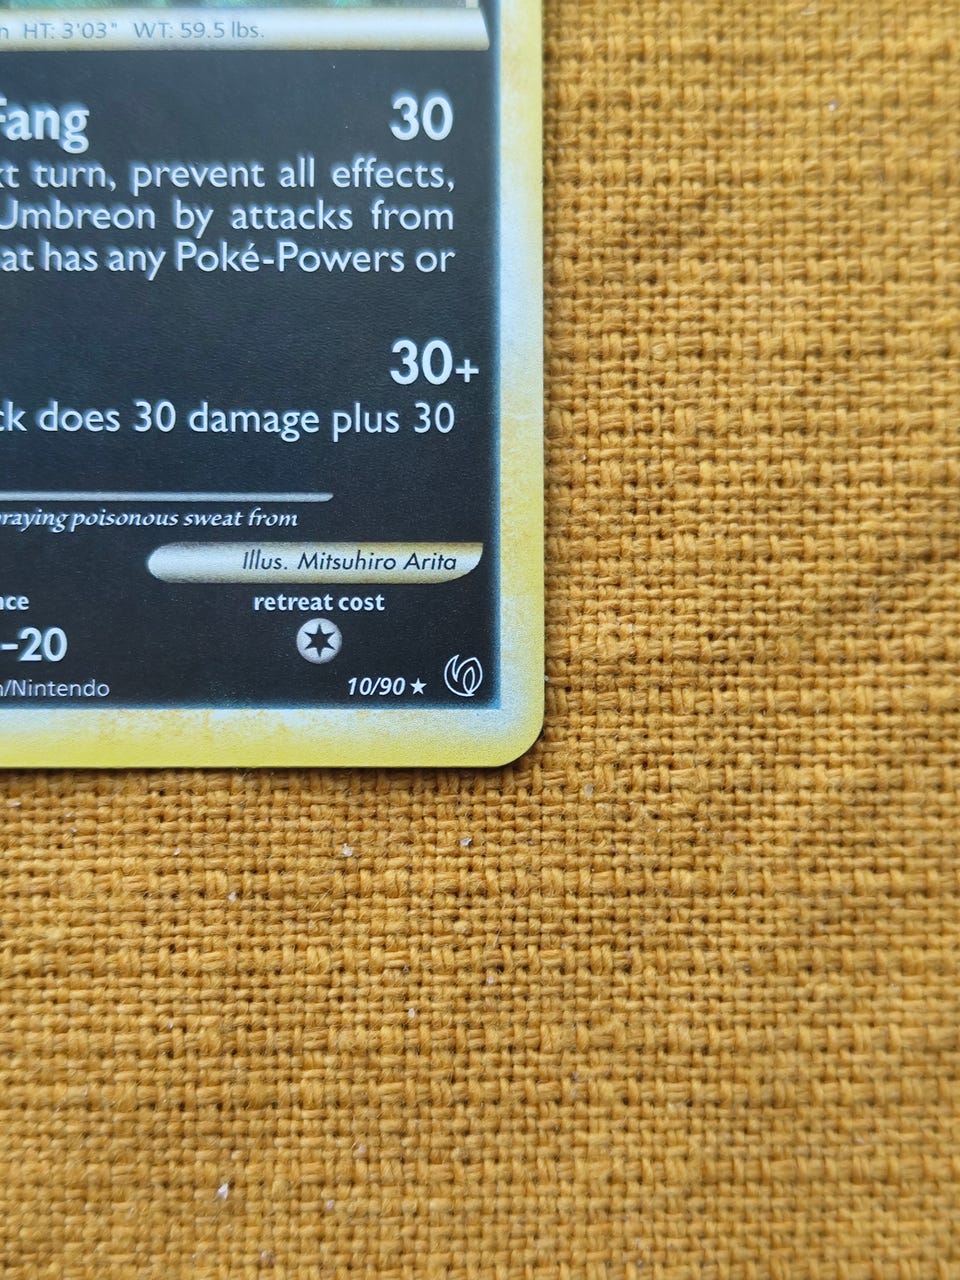 HT: 3'03" WT: 59.5 lbs.
Fang 30
turn, prevent all effects,
Umbreon by attacks from
at has any Poké-Powers or
30+
ck does 30 damage plus 30
raying poisonous sweat from
Illus. Mitsuhiro Arita
nce retreat cost
-20
/Nintendo 10/90 ★